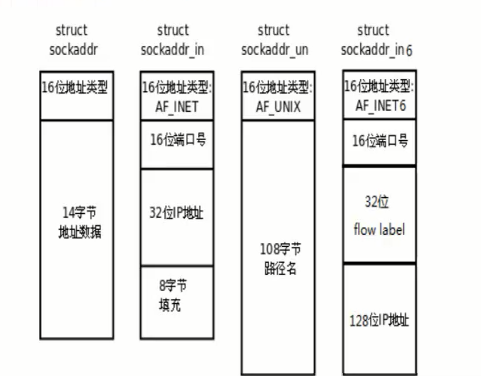 struct
sockaddr
16位地址类型
14字节
地址数据
struct
sockaddr_in
16位地址类型:
AF_INET
16位端口号
32位IP地址
8字节
填充
struct
sockaddr_un
16位地址类型:
AF_UNIX
108字节
路径名
struct
sockaddr_in6
16位地址类型:
AF_INET6
16位端口号
32位
flow label
128位IP地址